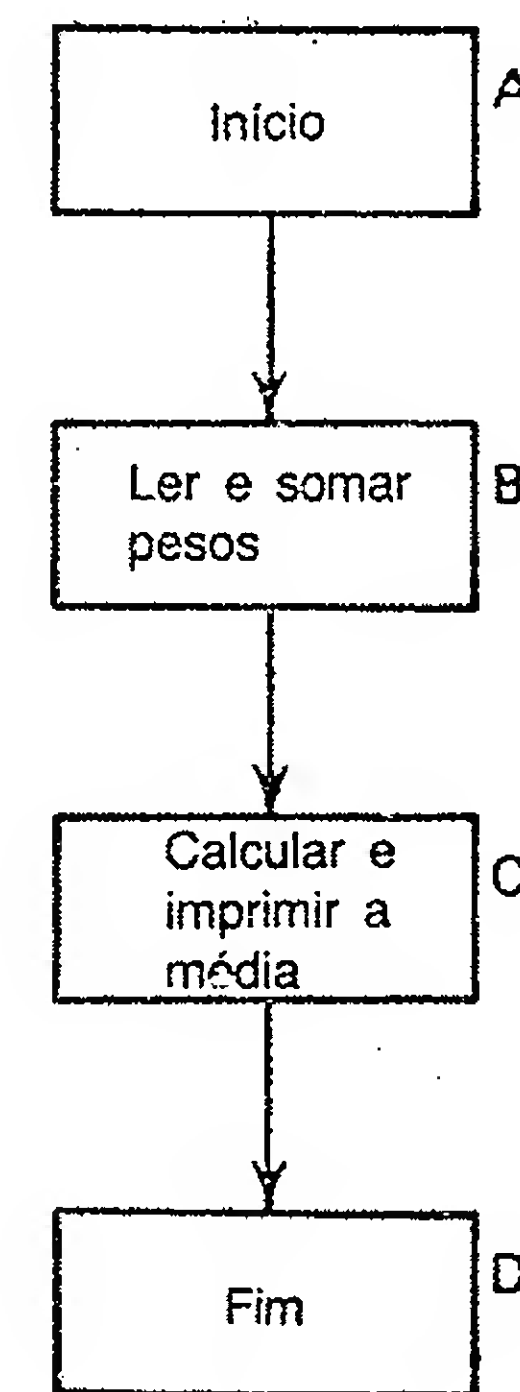 Início
A
Ler e somar
pesos
B
Calcular e
imprimir a
média
C
Fim
D